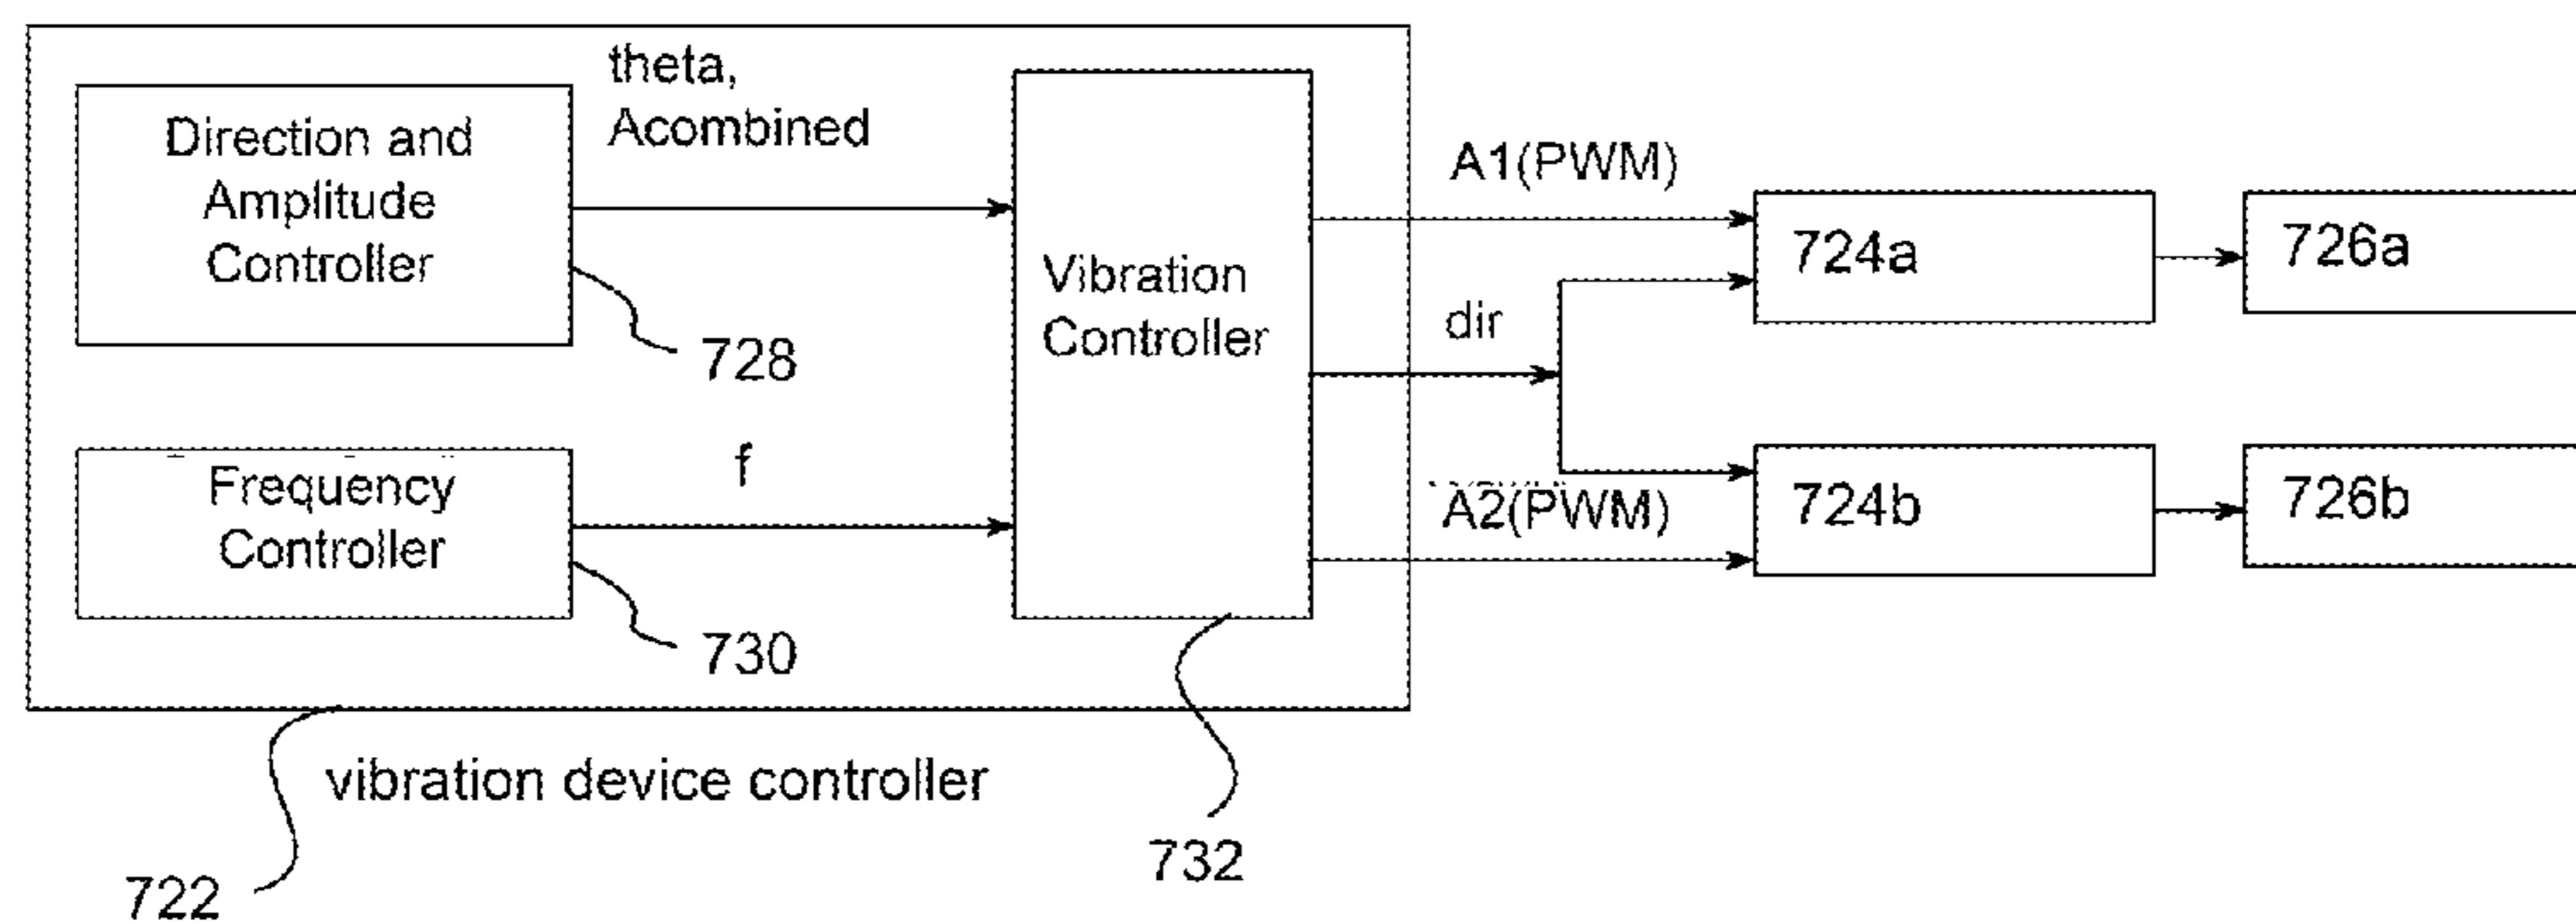 theta,
Acombined
Direction and
Amplitude
Controller
728
f
Frequency
Controller
730
Vibration
Controller
A1(PWM)
dir
A2(PWM)
724a
726a
724b
726b
vibration device controller
732
722